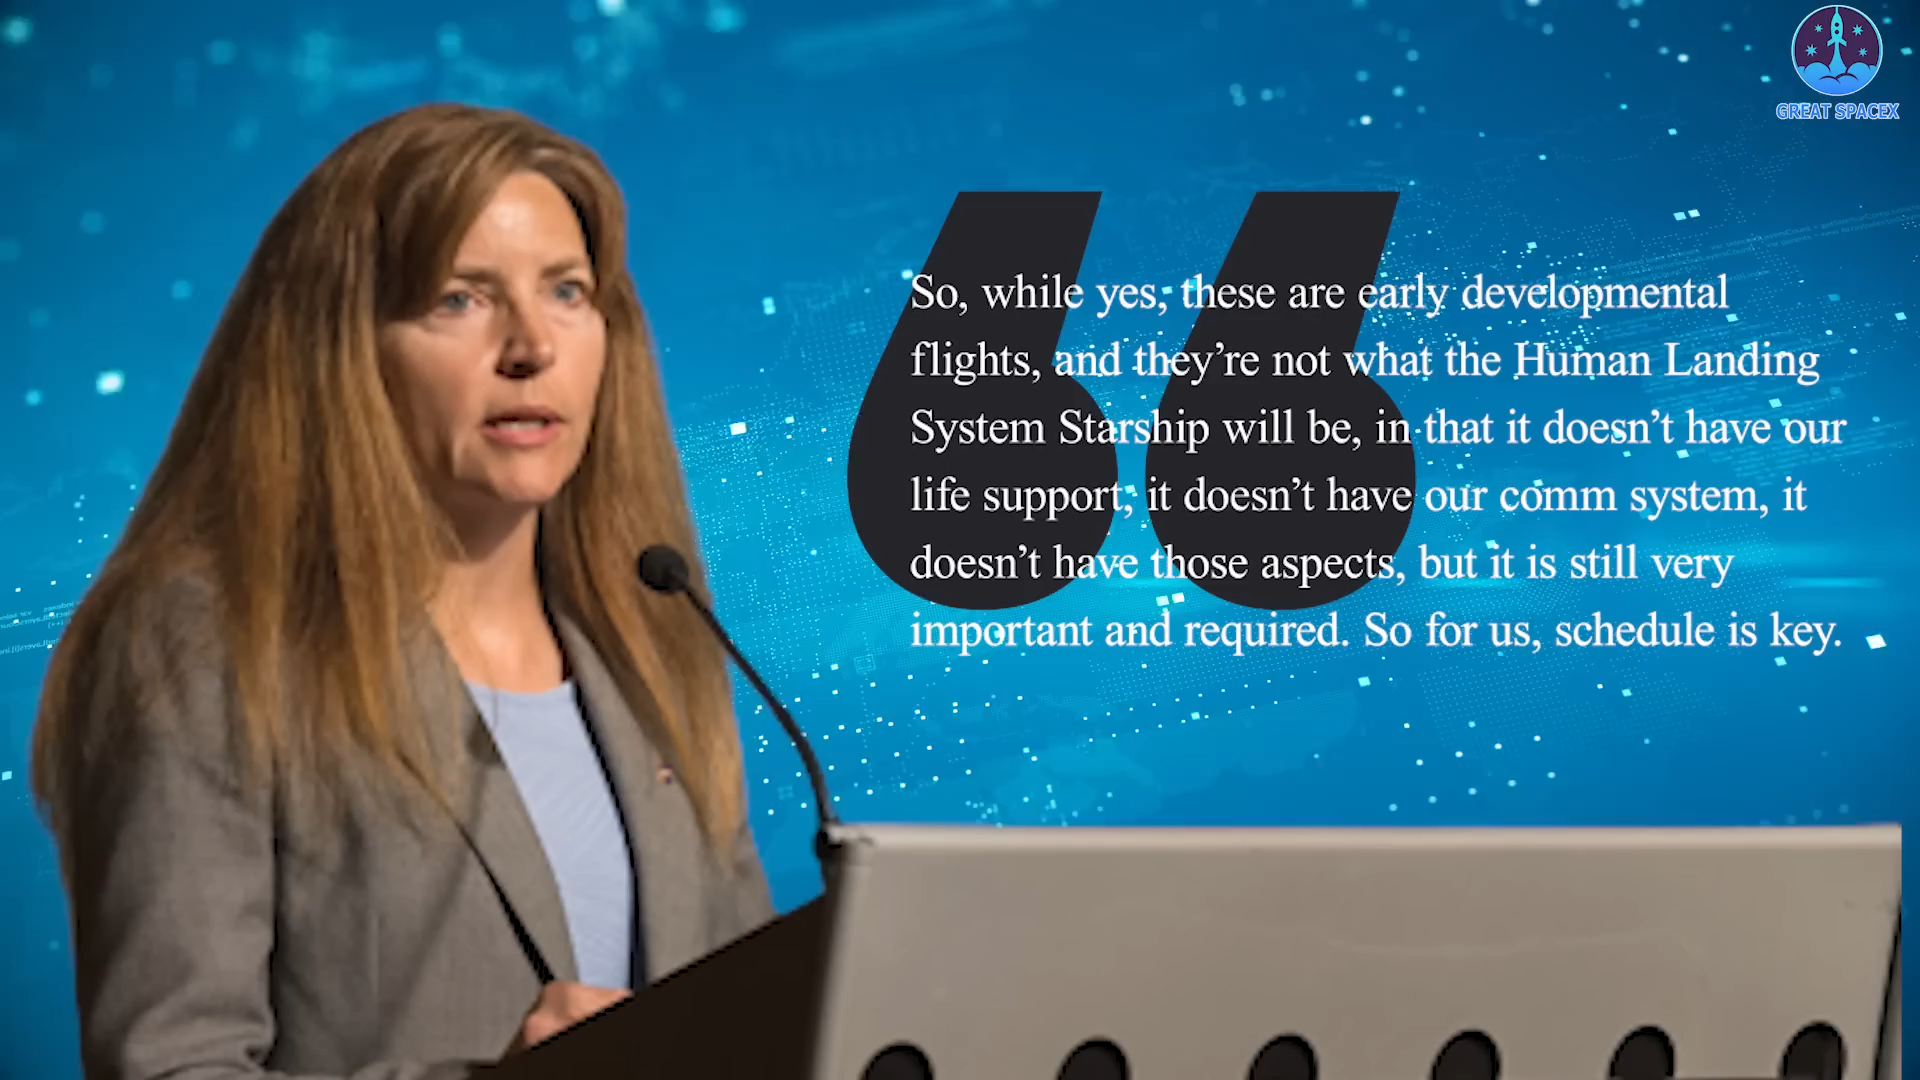 GREAT SPACEX
So, while yes, these are early developmental
flights, and they’re not what the Human Landing
System Starship will be, in that it doesn’t have our
life support, it doesn’t have our comm system, it
doesn’t have those aspects, but it is still very
important and required. So for us, schedule is key.